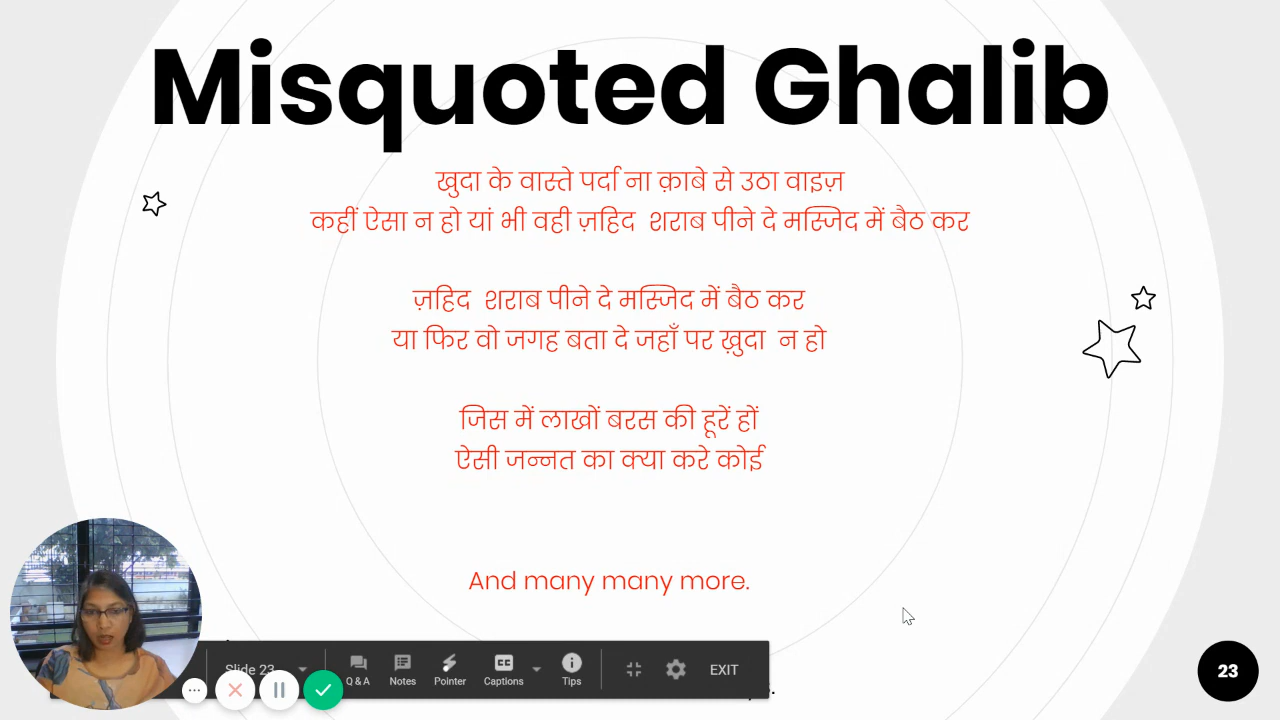 Misquoted Ghalib
खुदा के वास्ते पर्दा ना क़ाबे से उठा वाइज़
कहीं ऐसा न हो यां भी वही ज़हिद शराब पीने दे मस्जिद में बैठ कर
ज़हिद शराब पीने दे मस्जिद में बैठ कर
या फिर वो जगह बता दे जहाँ पर ख़ुदा न हो
जिस में लाखों बरस की हूरें हों
ऐसी जन्नत का क्या करे कोई
And many many more.
Slide 23
Q & A
Notes
Pointer
Captions
Tips
EXIT
23